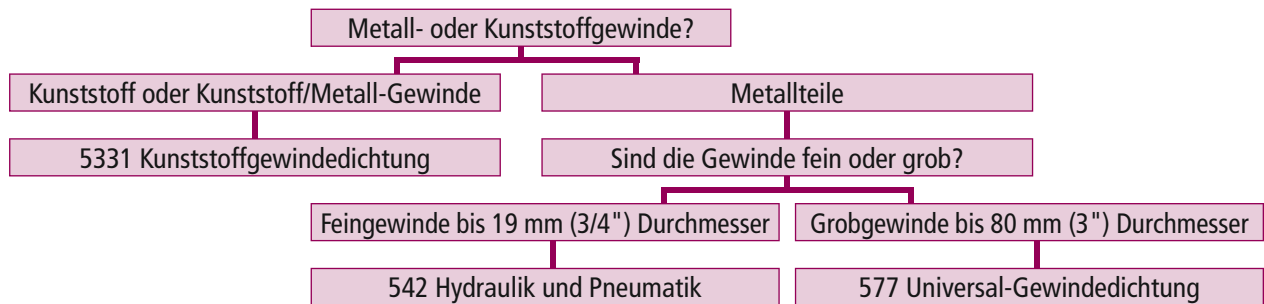 Metall- oder Kunststoffgewinde?
Kunststoff oder Kunststoff/Metall-Gewinde
Metallteile
5331 Kunststoffgewindedichtung
Sind die Gewinde fein oder grob?
Feingewinde bis 19 mm (3/4") Durchmesser
Grobgewinde bis 80 mm (3") Durchmesser
542 Hydraulik und Pneumatik
577 Universal-Gewindedichtung